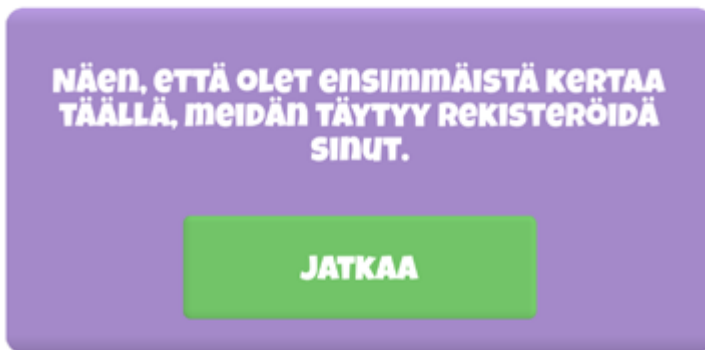 Näen, että olet ensimmäistä kertaa
täällä, meidän täytyy rekisteröidä
sinut.
JATKAA